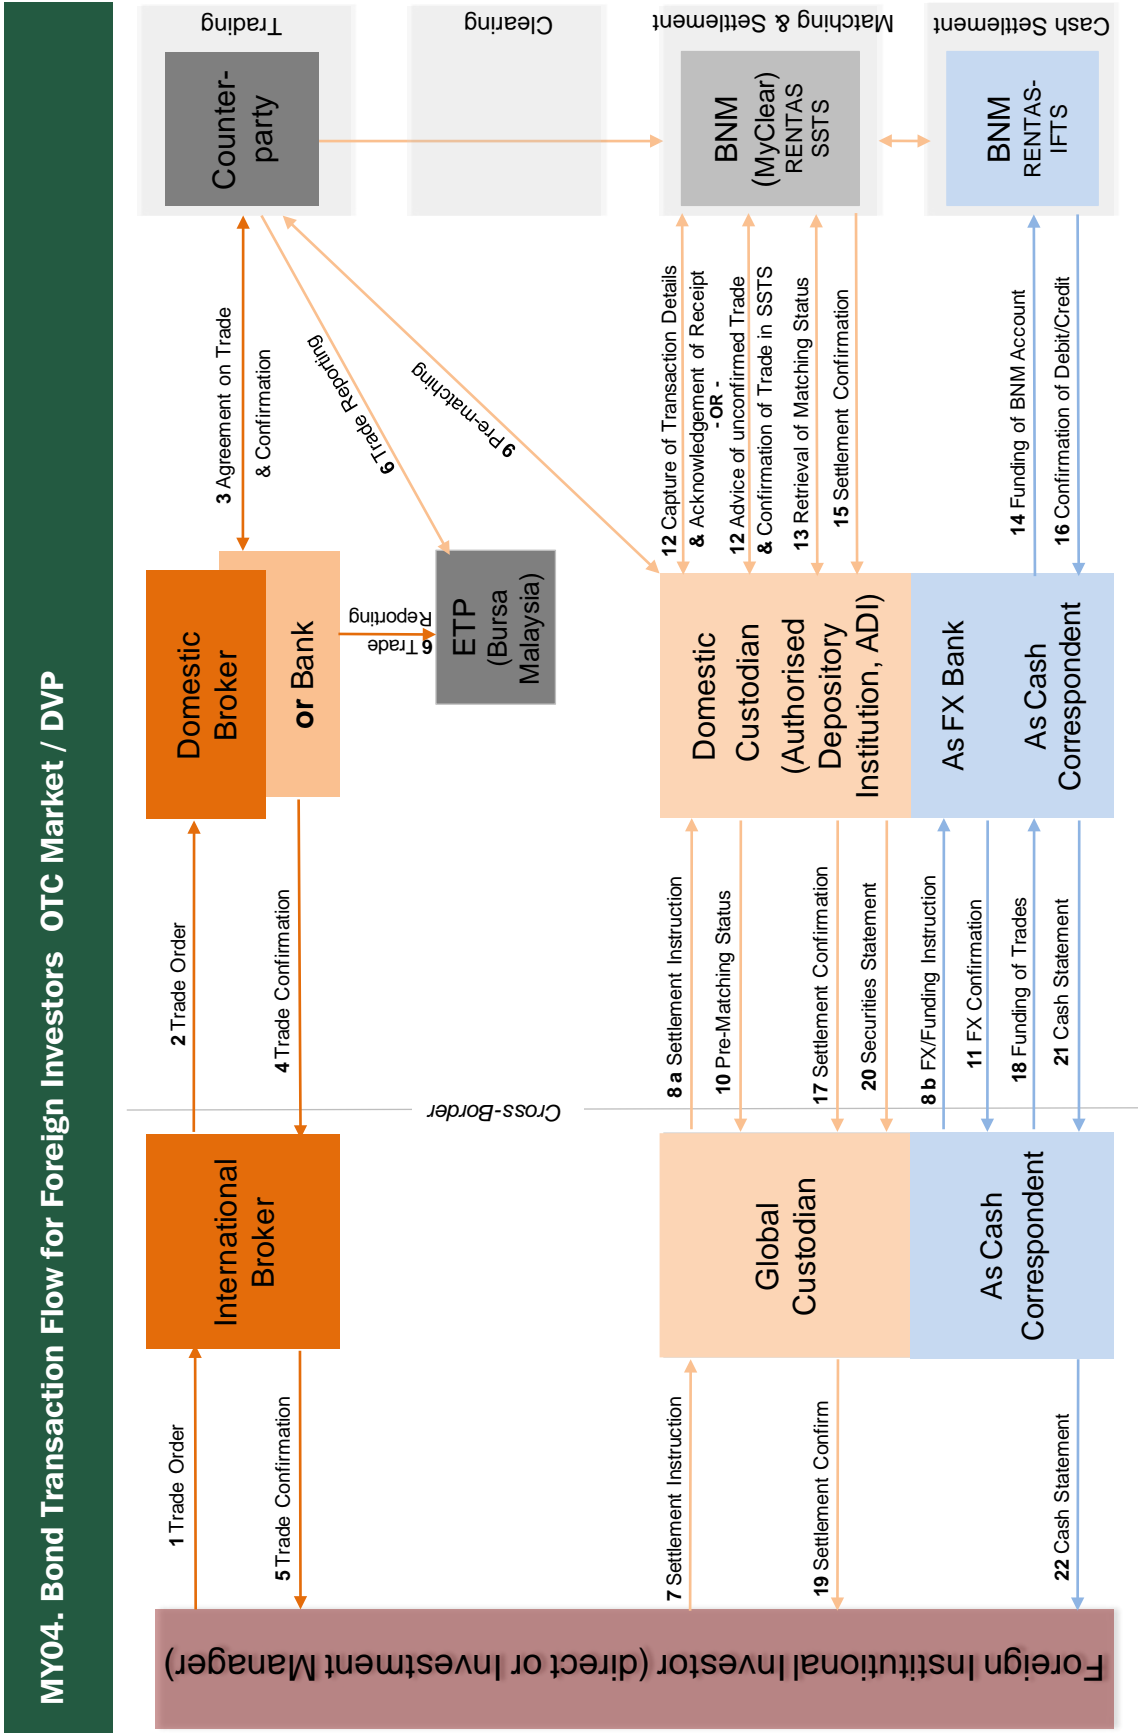 MY04. Bond Transaction Flow for Foreign Investors OTC Market / DVP
Foreign Institutional Investor (direct or Investment Manager)
1 Trade Order
5 Trade Confirmation
7 Settlement Instruction
19 Settlement Confirm
22 Cash Statement
International
Broker
Global
Custodian
As Cash
Correspondent
Cross-Border
2 Trade Order
4 Trade Confirmation
8 a Settlement Instruction
10 Pre-Matching Status
17 Settlement Confirmation
20 Securities Statement
8 b FX/Funding Instruction
11 FX Confirmation
18 Funding of Trades
21 Cash Statement
Domestic
Broker
or Bank
6 Trade
Reporting
ETP
(Bursa
Malaysia)
Domestic
Custodian
(Authorised
Depository
Institution, ADI)
As FX Bank
As Cash
Correspondent
3 Agreement on Trade
& Confirmation
6 Trade Reporting
9 Pre-matching
12 Capture of Transaction Details
& Acknowledgement of Receipt
- OR -
12 Advice of unconfirmed Trade
& Confirmation of Trade in SSTS
13 Retrieval of Matching Status
15 Settlement Confirmation
14 Funding of BNM Account
16 Confirmation of Debit/Credit
Counter-
party
BNM
(MyClear)
RENTAS
SSTS
BNM
RENTAS-
IFTS
Trading
Clearing
Matching & Settlement
Cash Settlement